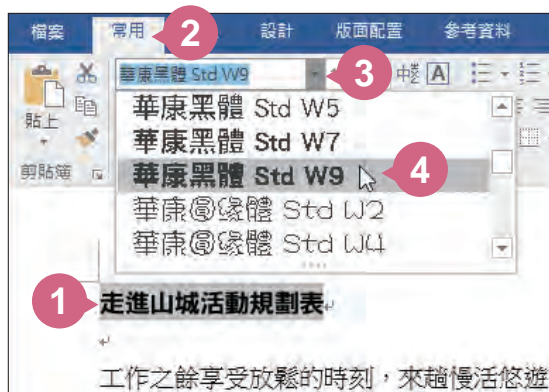 檔案 常用 設計 版面配置 參考資料
2
華康黑體 Std W9
3
A
貼上
剪貼簿
華康黑體 Std W5
華康黑體 Std W7
華康黑體 Std W9
4
華康圓緣體 Std W2
華康圓緣體 Std W4
1 走進山城活動規劃表
工作之餘享受放鬆的時刻，來趟慢活悠遊